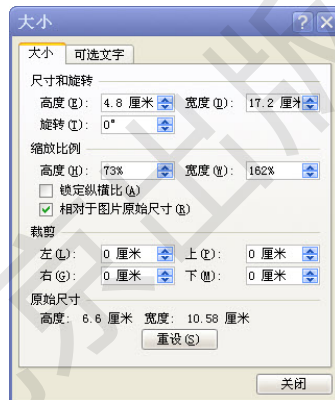 大小
大小 可选文字
尺寸和旋转
高度(E): 4.8 厘米 宽度(D): 17.2 厘米
旋转(T): 0°
缩放比例
高度(H): 73% 宽度(W): 162%
锁定纵横比(A)
相对于图片原始尺寸(R)
裁剪
左(L): 0 厘米 上(P): 0 厘米
右(G): 0 厘米 下(M): 0 厘米
原始尺寸
高度: 6.6 厘米 宽度: 10.58 厘米
重设(S)
关闭